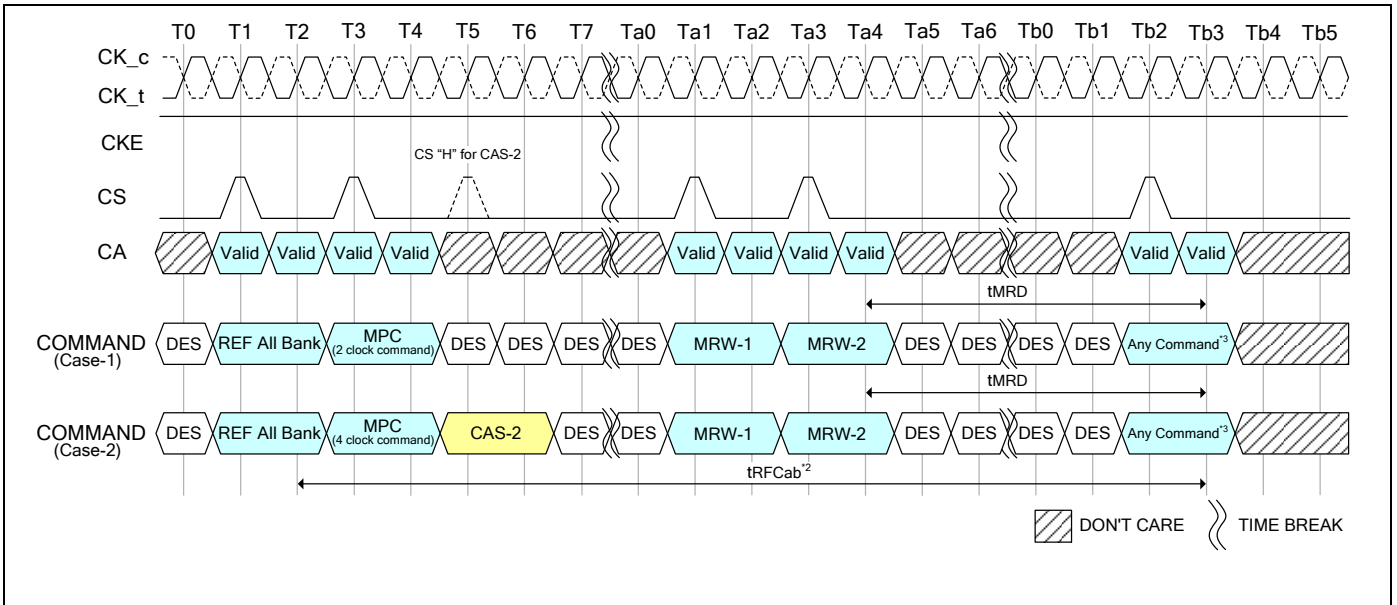 T0 T1 T2 T3 T4 T5 T6 T7 Ta0 Ta1 Ta2 Ta3 Ta4 Ta5 Ta6 Tb0 Tb1 Tb2 Tb3 Tb4 Tb5
CK_c
CK_t
CKE
CS "H" for CAS-2
CS
CA Valid Valid Valid Valid Valid Valid Valid Valid Valid Valid
tMRD
COMMAND DES REF All Bank MPC DES DES DES DES MRW-1 MRW-2 DES DES DES DES Any Command*3
(Case-1) (2 clock command)
tMRD
COMMAND DES REF All Bank MPC CAS-2 DES DES MRW-1 MRW-2 DES DES DES DES Any Command*3
(Case-2) (4 clock command)
tRFCab*2
DON'T CARE TIME BREAK